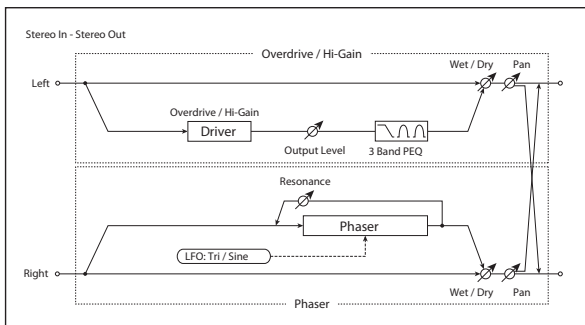 Stereo In - Stereo Out
Overdrive / Hi-Gain
Wet / Dry
Pan
Left
Overdrive / Hi-Gain
Driver
Output Level
3 Band PEQ
Resonance
Phaser
LFO: Tri / Sine
Right
Wet / Dry
Pan
Phaser